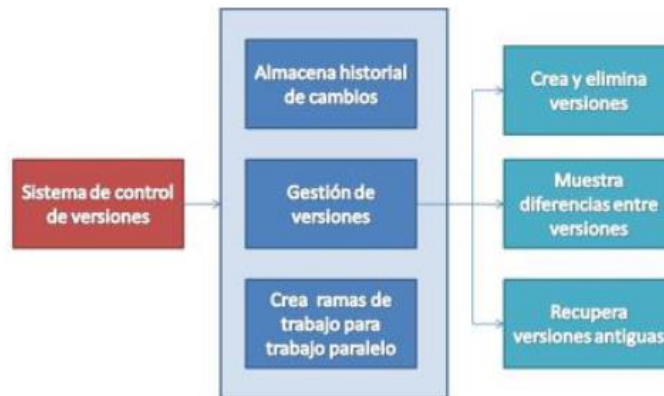 Sistema de control
de versiones
Almacena historial
de cambios
Gestión de
versiones
Crea ramas de
trabajo para
trabajo paralelo
Crea y elimina
versiones
Muestra
diferencias entre
versiones
Recupera
versiones antiguas